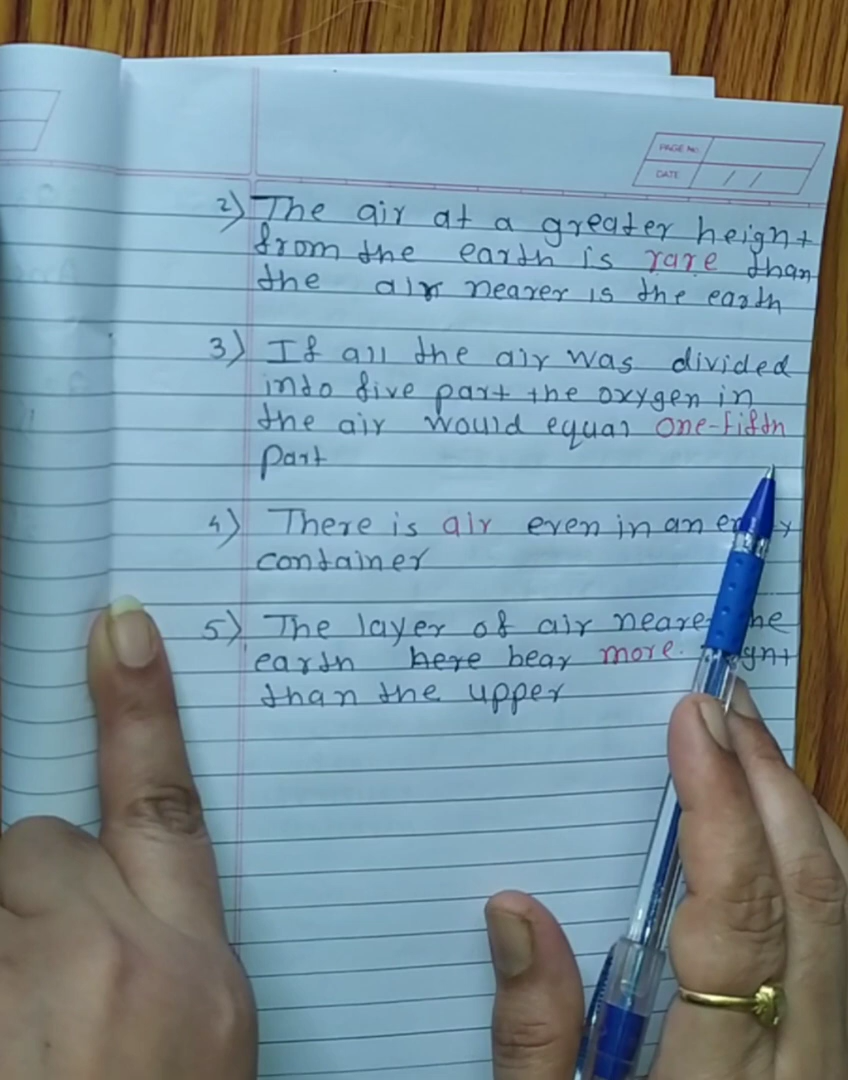 PAGE No.
DATE / /
2) The air at a greater heignt
from the earth is rare than
the air nearer is the earth
3) If all the air was divided
into five part the oxygen in
the air would equal one-fifth
part
4) There is air even in an
container
5) The layer of air nearer
earth here bear more
than the upper